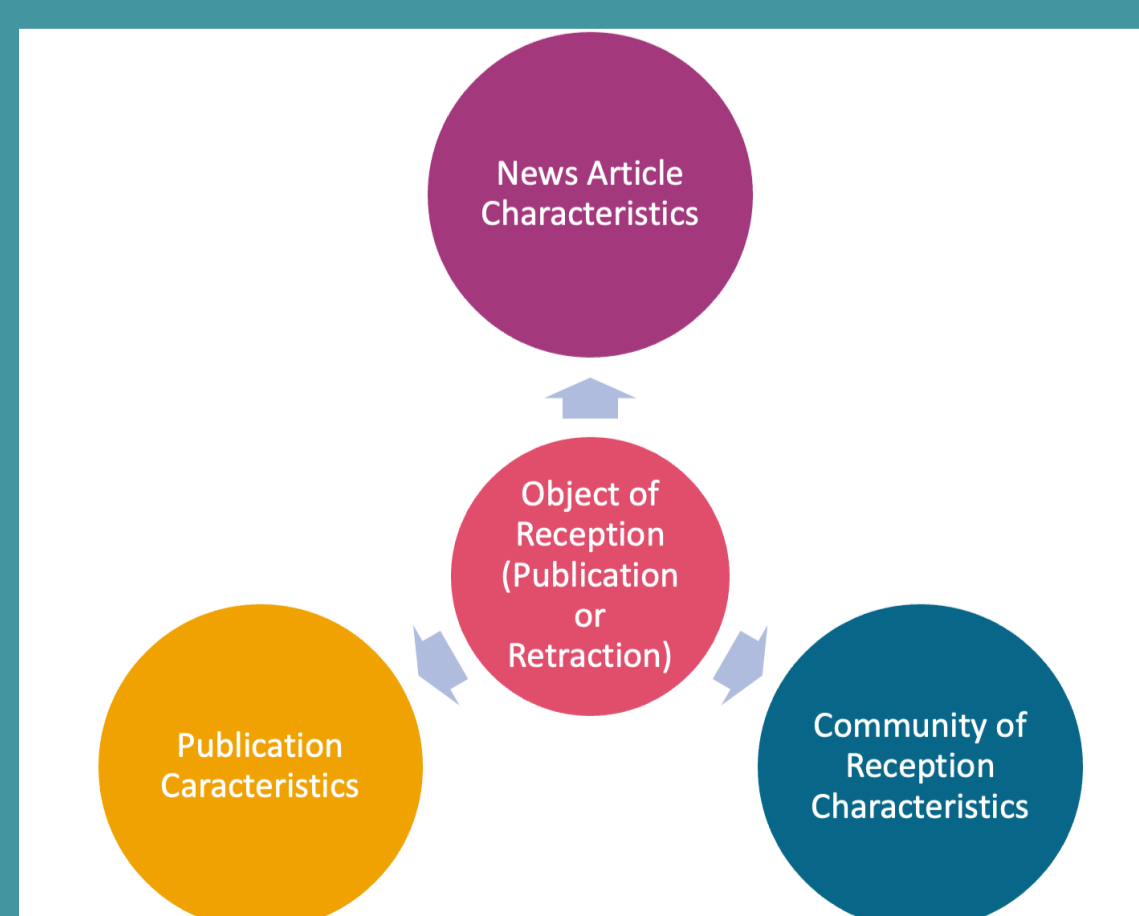 News Article
Characteristics
Object of
Reception
(Publication
or
Retraction)
Publication
Caracteristics
Community of
Reception
Characteristics